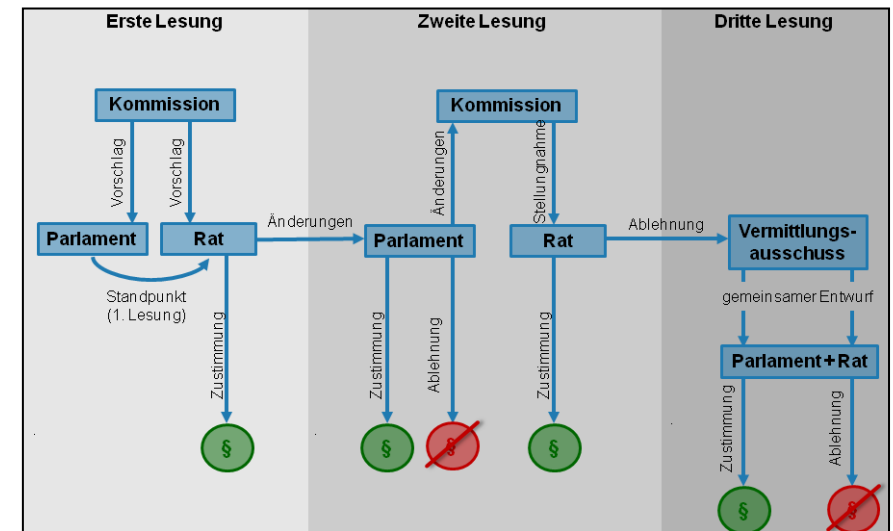 Erste Lesung
Kommission
Vorschlag
Vorschlag
Parlament
Rat
Standpunkt
(1. Lesung)
Zustimmung
§
Änderungen
Zweite Lesung
Kommission
Änderungen
Stellungnahme
Parlament
Rat
Zustimmung
Ablehnung
Zustimmung
§
§
§
Ablehnung
Dritte Lesung
Vermittlungs-
ausschuss
gemeinsamer Entwurf
Parlament+Rat
Zustimmung
Ablehnung
§
§